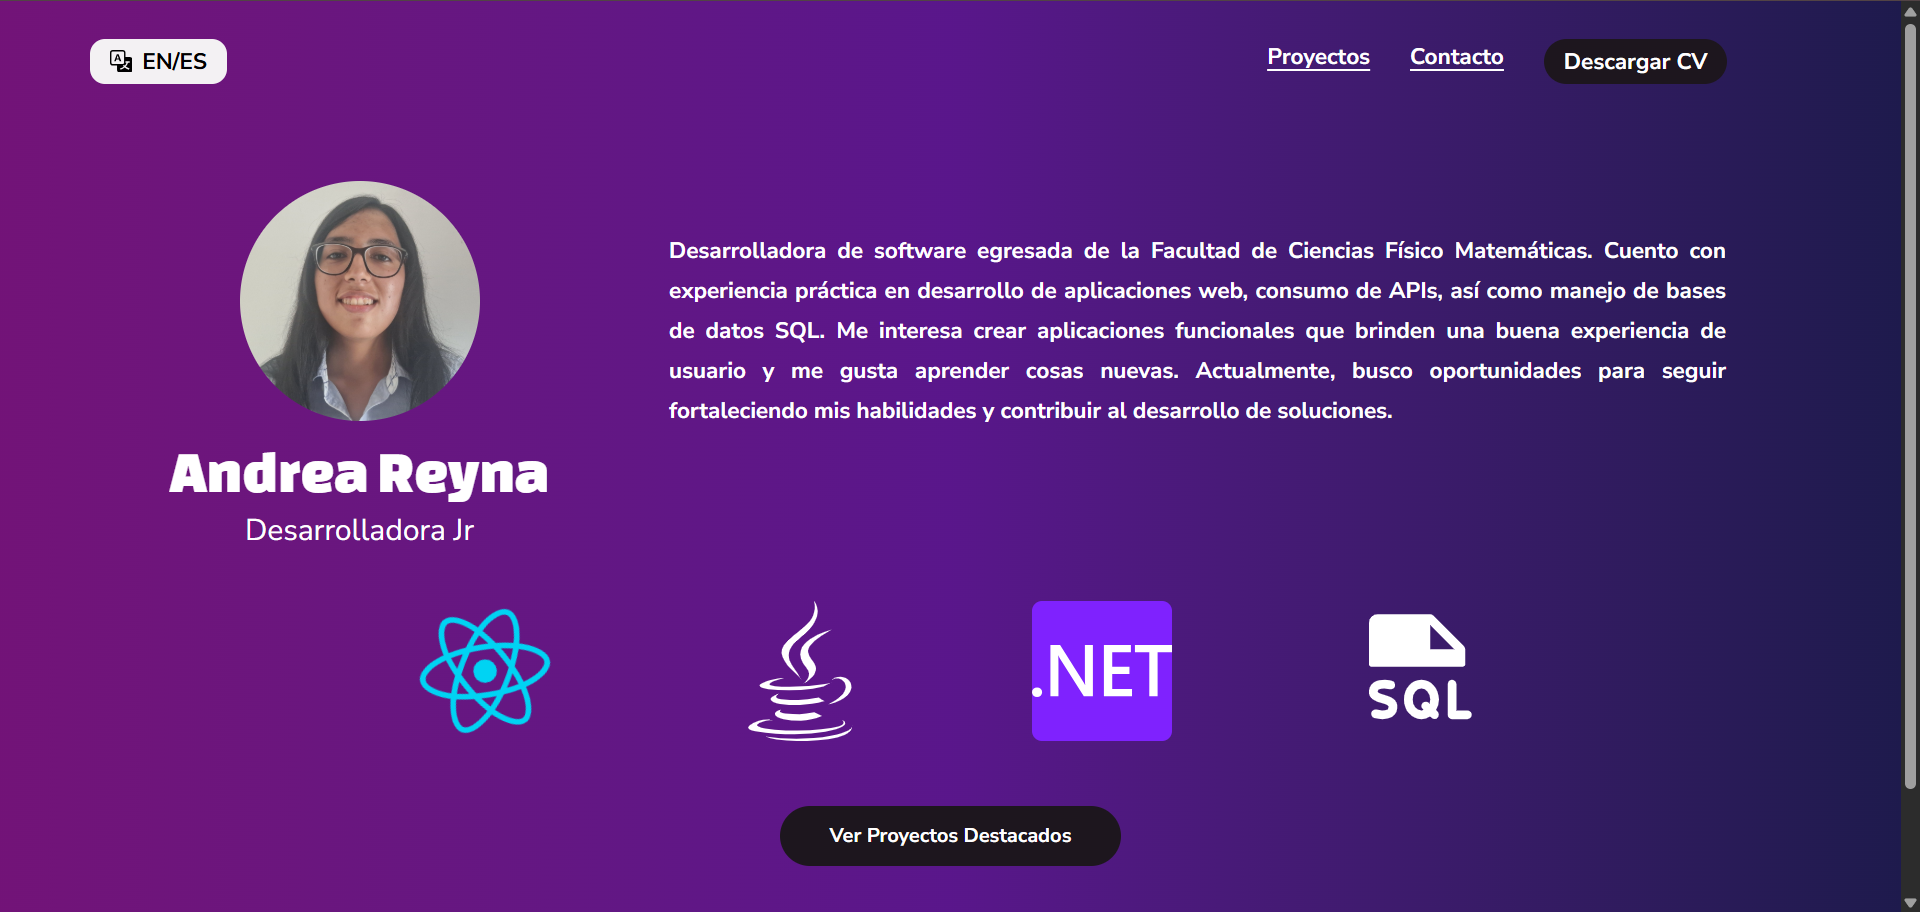 EN/ES
Proyectos
Contacto
Descargar CV
Desarrolladora de software egresada de la Facultad de Ciencias Físico Matemáticas. Cuento con
experiencia práctica en desarrollo de aplicaciones web, consumo de APIs, así como manejo de bases
de datos SQL. Me interesa crear aplicaciones funcionales que brinden una buena experiencia de
usuario y me gusta aprender cosas nuevas. Actualmente, busco oportunidades para seguir
fortaleciendo mis habilidades y contribuir al desarrollo de soluciones.
Andrea Reyna
Desarrolladora Jr
.NET
SQL
Ver Proyectos Destacados